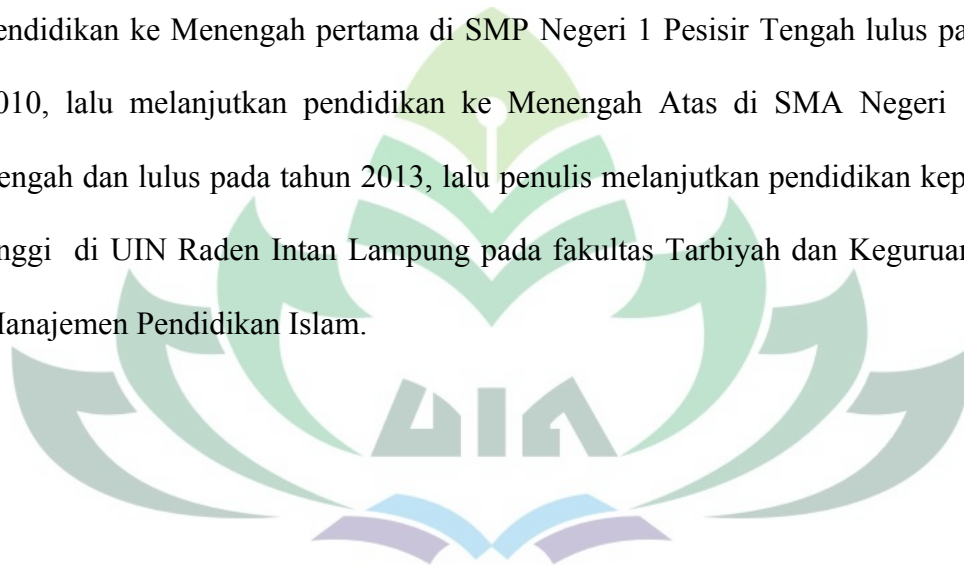 endidikan ke Menengah pertama di SMP Negeri 1 Pesisir Tengah lulus pa
010, lalu melanjutkan pendidikan ke Menengah Atas di SMA Negeri
engah dan lulus pada tahun 2013, lalu penulis melanjutkan pendidikan kep
nggi di UIN Raden Intan Lampung pada fakultas Tarbiyah dan Keguruan
Manajemen Pendidikan Islam.
UIN